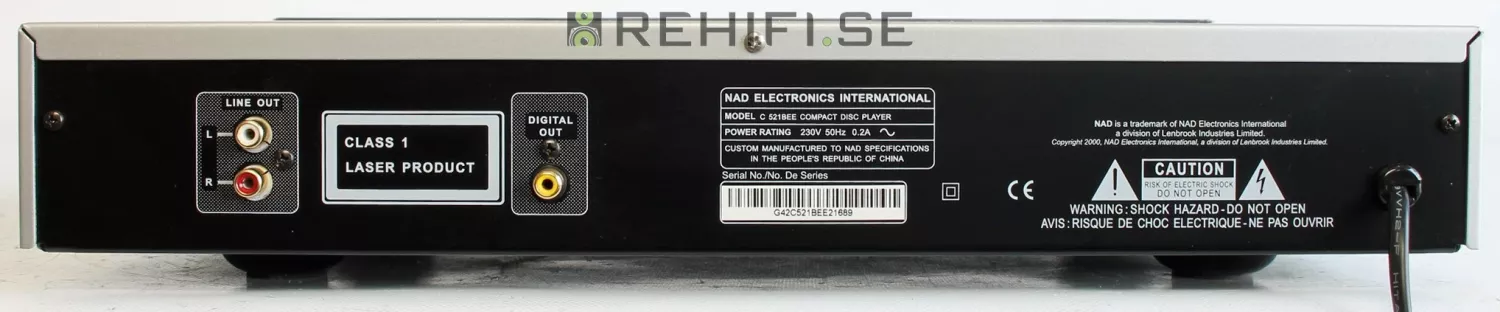 REHIFI.SE
LINE OUT
L
R
CLASS 1
LASER PRODUCT
DIGITAL
OUT
NAD ELECTRONICS INTERNATIONAL
MODEL C 521BEE COMPACT DISC PLAYER
POWER RATING 230V 50Hz 0.2A
CUSTOM MANUFACTURED TO NAD SPECIFICATIONS
IN THE PEOPLE'S REPUBLIC OF CHINA
Serial No./No. De Series
G42C521BEE21689
CE
NAD is a trademark of NAD Electronics International
a division of Lenbrook Industries Limited.
Copyright 2000, NAD Electronics International, a division of Lenbrook Industries Limited.
CAUTION
RISK OF ELECTRIC SHOCK
DO NOT OPEN
WARNING: SHOCK HAZARD-DO NOT OPEN
AVIS: RISQUE DE CHOC ELECTRIQUE-NE PAS OUVRIR